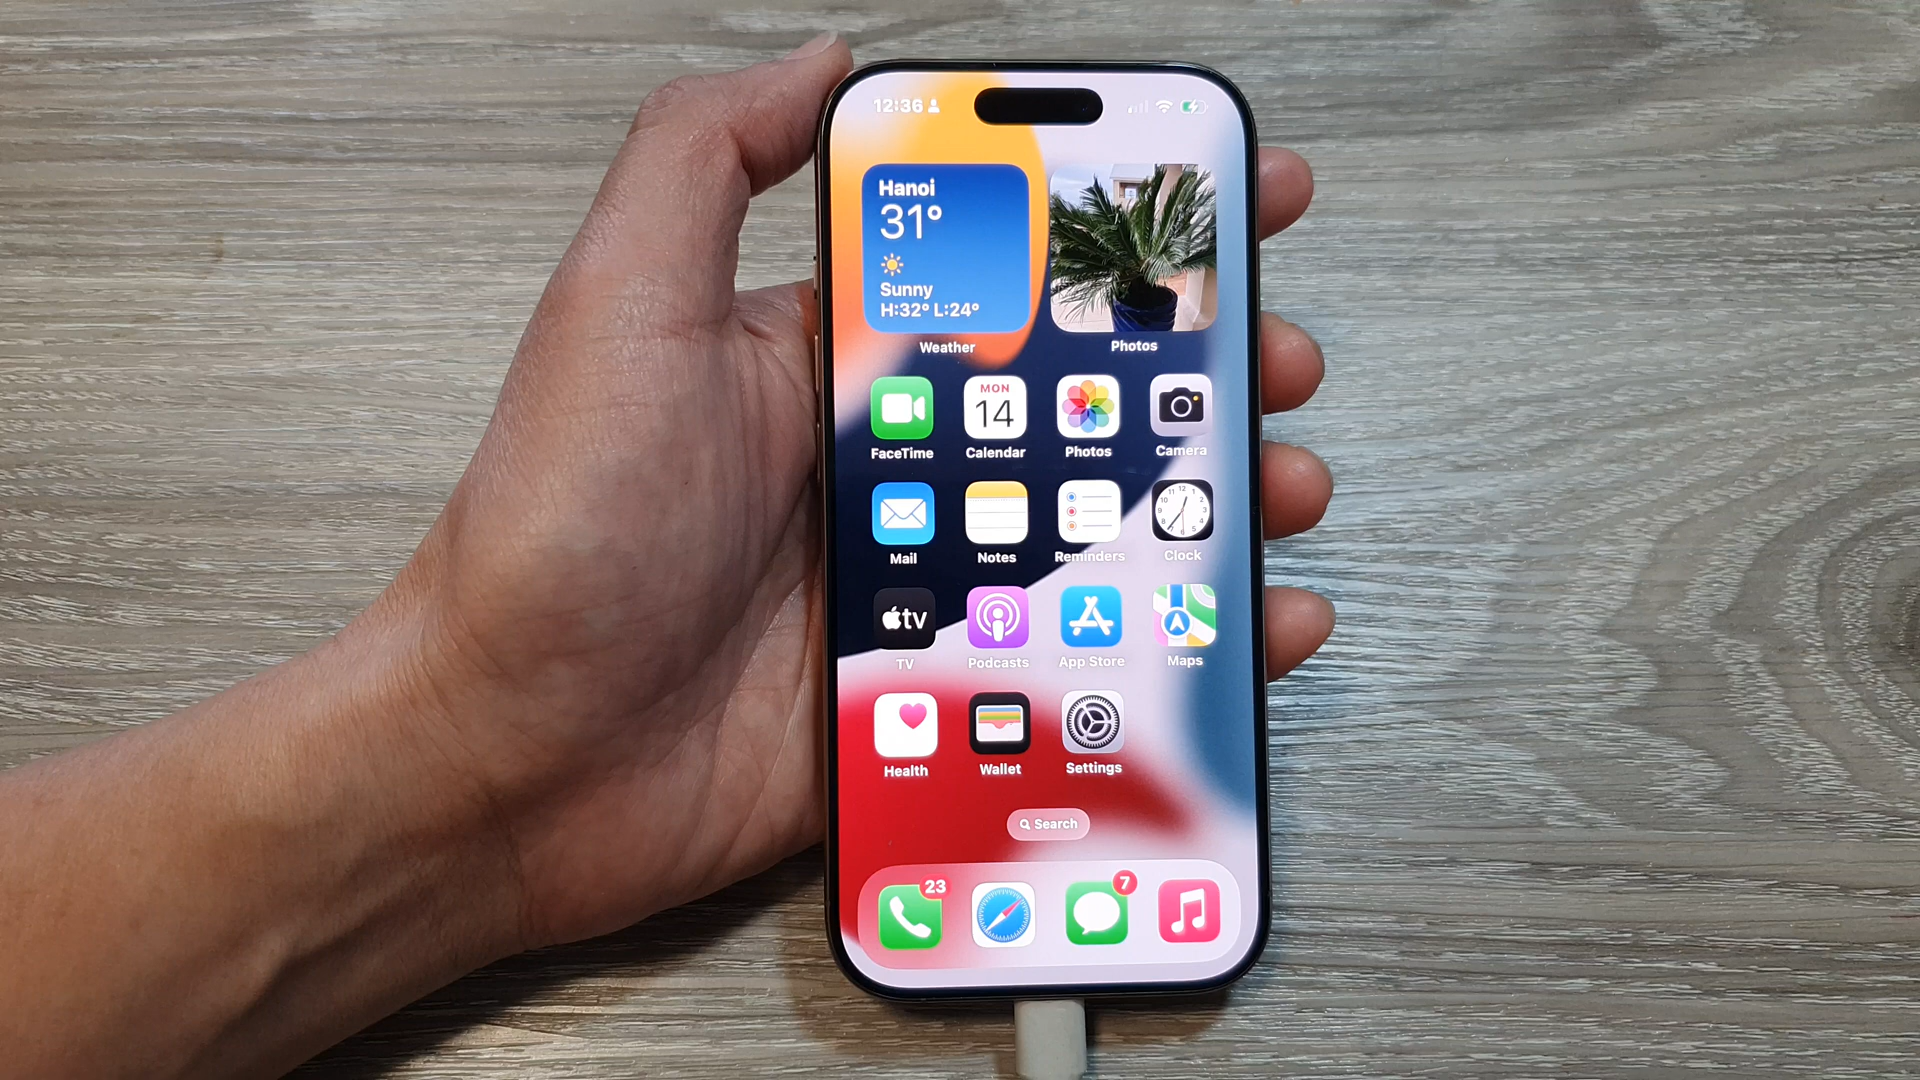 12:36
Hanoi
31°
Sunny
H:32° L:24°
Weather
Photos
MON
14
FaceTime
Calendar
Photos
Camera
Mail
Notes
Reminders
Clock
tv
TV
Podcasts
App Store
Maps
Health
Wallet
Settings
Search
23
7